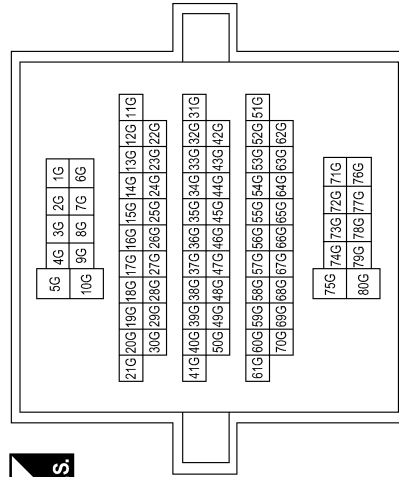 5G 4G 3G 2G 1G
10G 9G 8G 7G 6G
21G 20G 19G 18G 17G 16G 15G 14G 13G 12G 11G
30G 29G 28G 27G 26G 25G 24G 23G 22G
41G 40G 39G 38G 37G 36G 35G 34G 33G 32G 31G
50G 49G 48G 47G 46G 45G 44G 43G 42G
61G 60G 59G 58G 57G 56G 55G 54G 53G 52G 51G
70G 69G 68G 67G 66G 65G 64G 63G 62G
75G 74G 73G 72G 71G
80G 79G 78G 77G 76G
S.